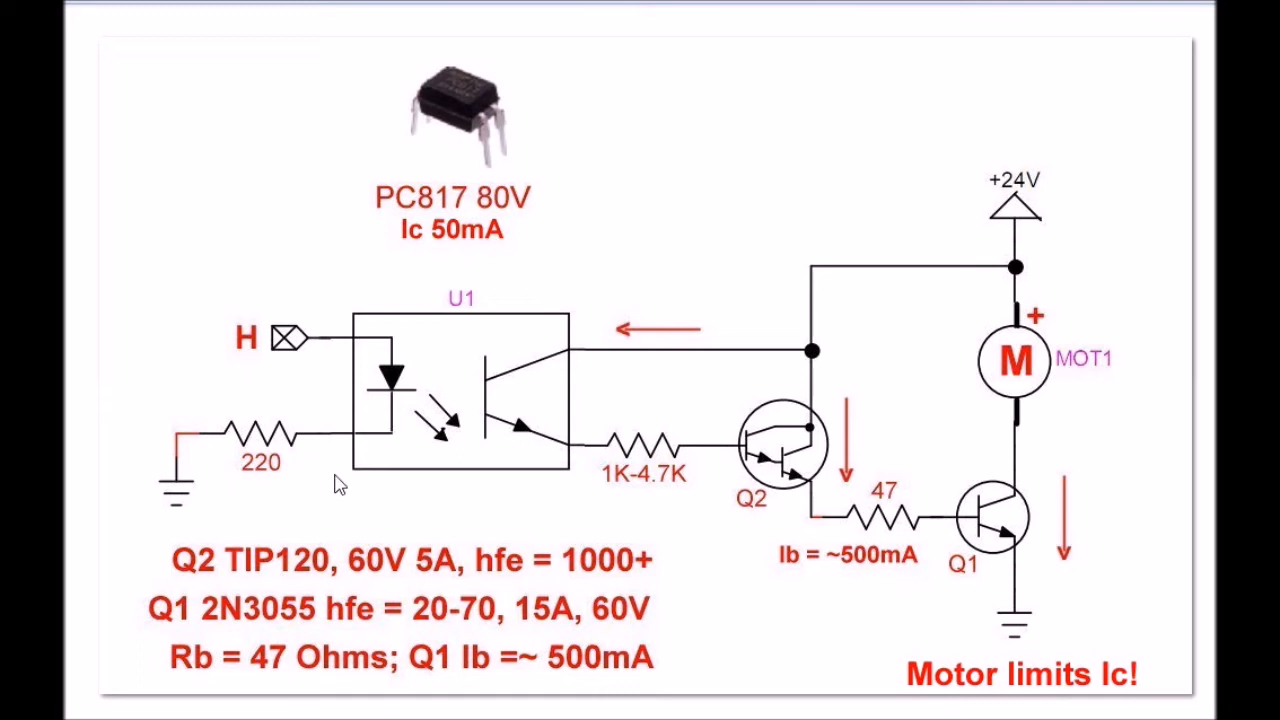 PC817 80V
Ic 50mA
+24V
U1
H
+
M
MOT1
220
1K-4.7K
Q2
47
Ib = ~500mA
Q1
Q2 TIP120, 60V 5A, hfe = 1000+
Q1 2N3055 hfe = 20-70, 15A, 60V
Rb = 47 Ohms; Q1 Ib =~ 500mA
Motor limits Ic!